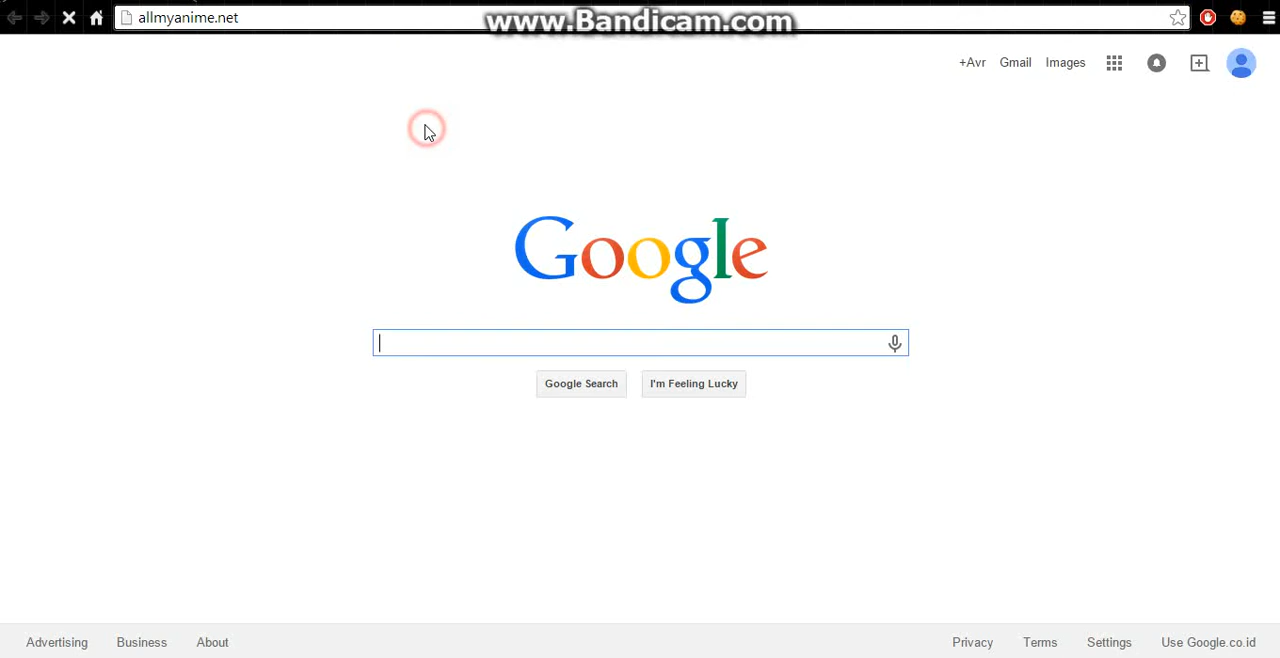 allmyanime.net
www.Bandicam.com
+Avr Gmail Images
Google
Google Search I'm Feeling Lucky
Advertising Business About Privacy Terms Settings Use Google.co.id